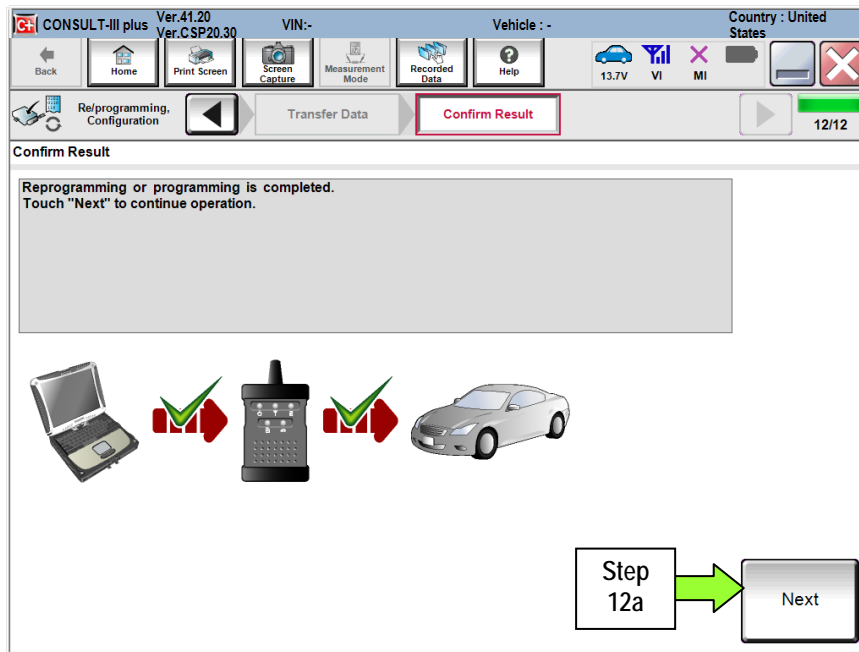 C+ CONSULT-III plus Ver.41.20 VIN:- Vehicle : - Country : United
Ver.CSP20.30 States
Back Home Print Screen Screen Measurement Recorded Help 13.7V VI MI
Capture Mode Data
Re/programming, Transfer Data Confirm Result
Configuration 12/12
Confirm Result
Reprogramming or programming is completed.
Touch "Next" to continue operation.
Step
12a
Next